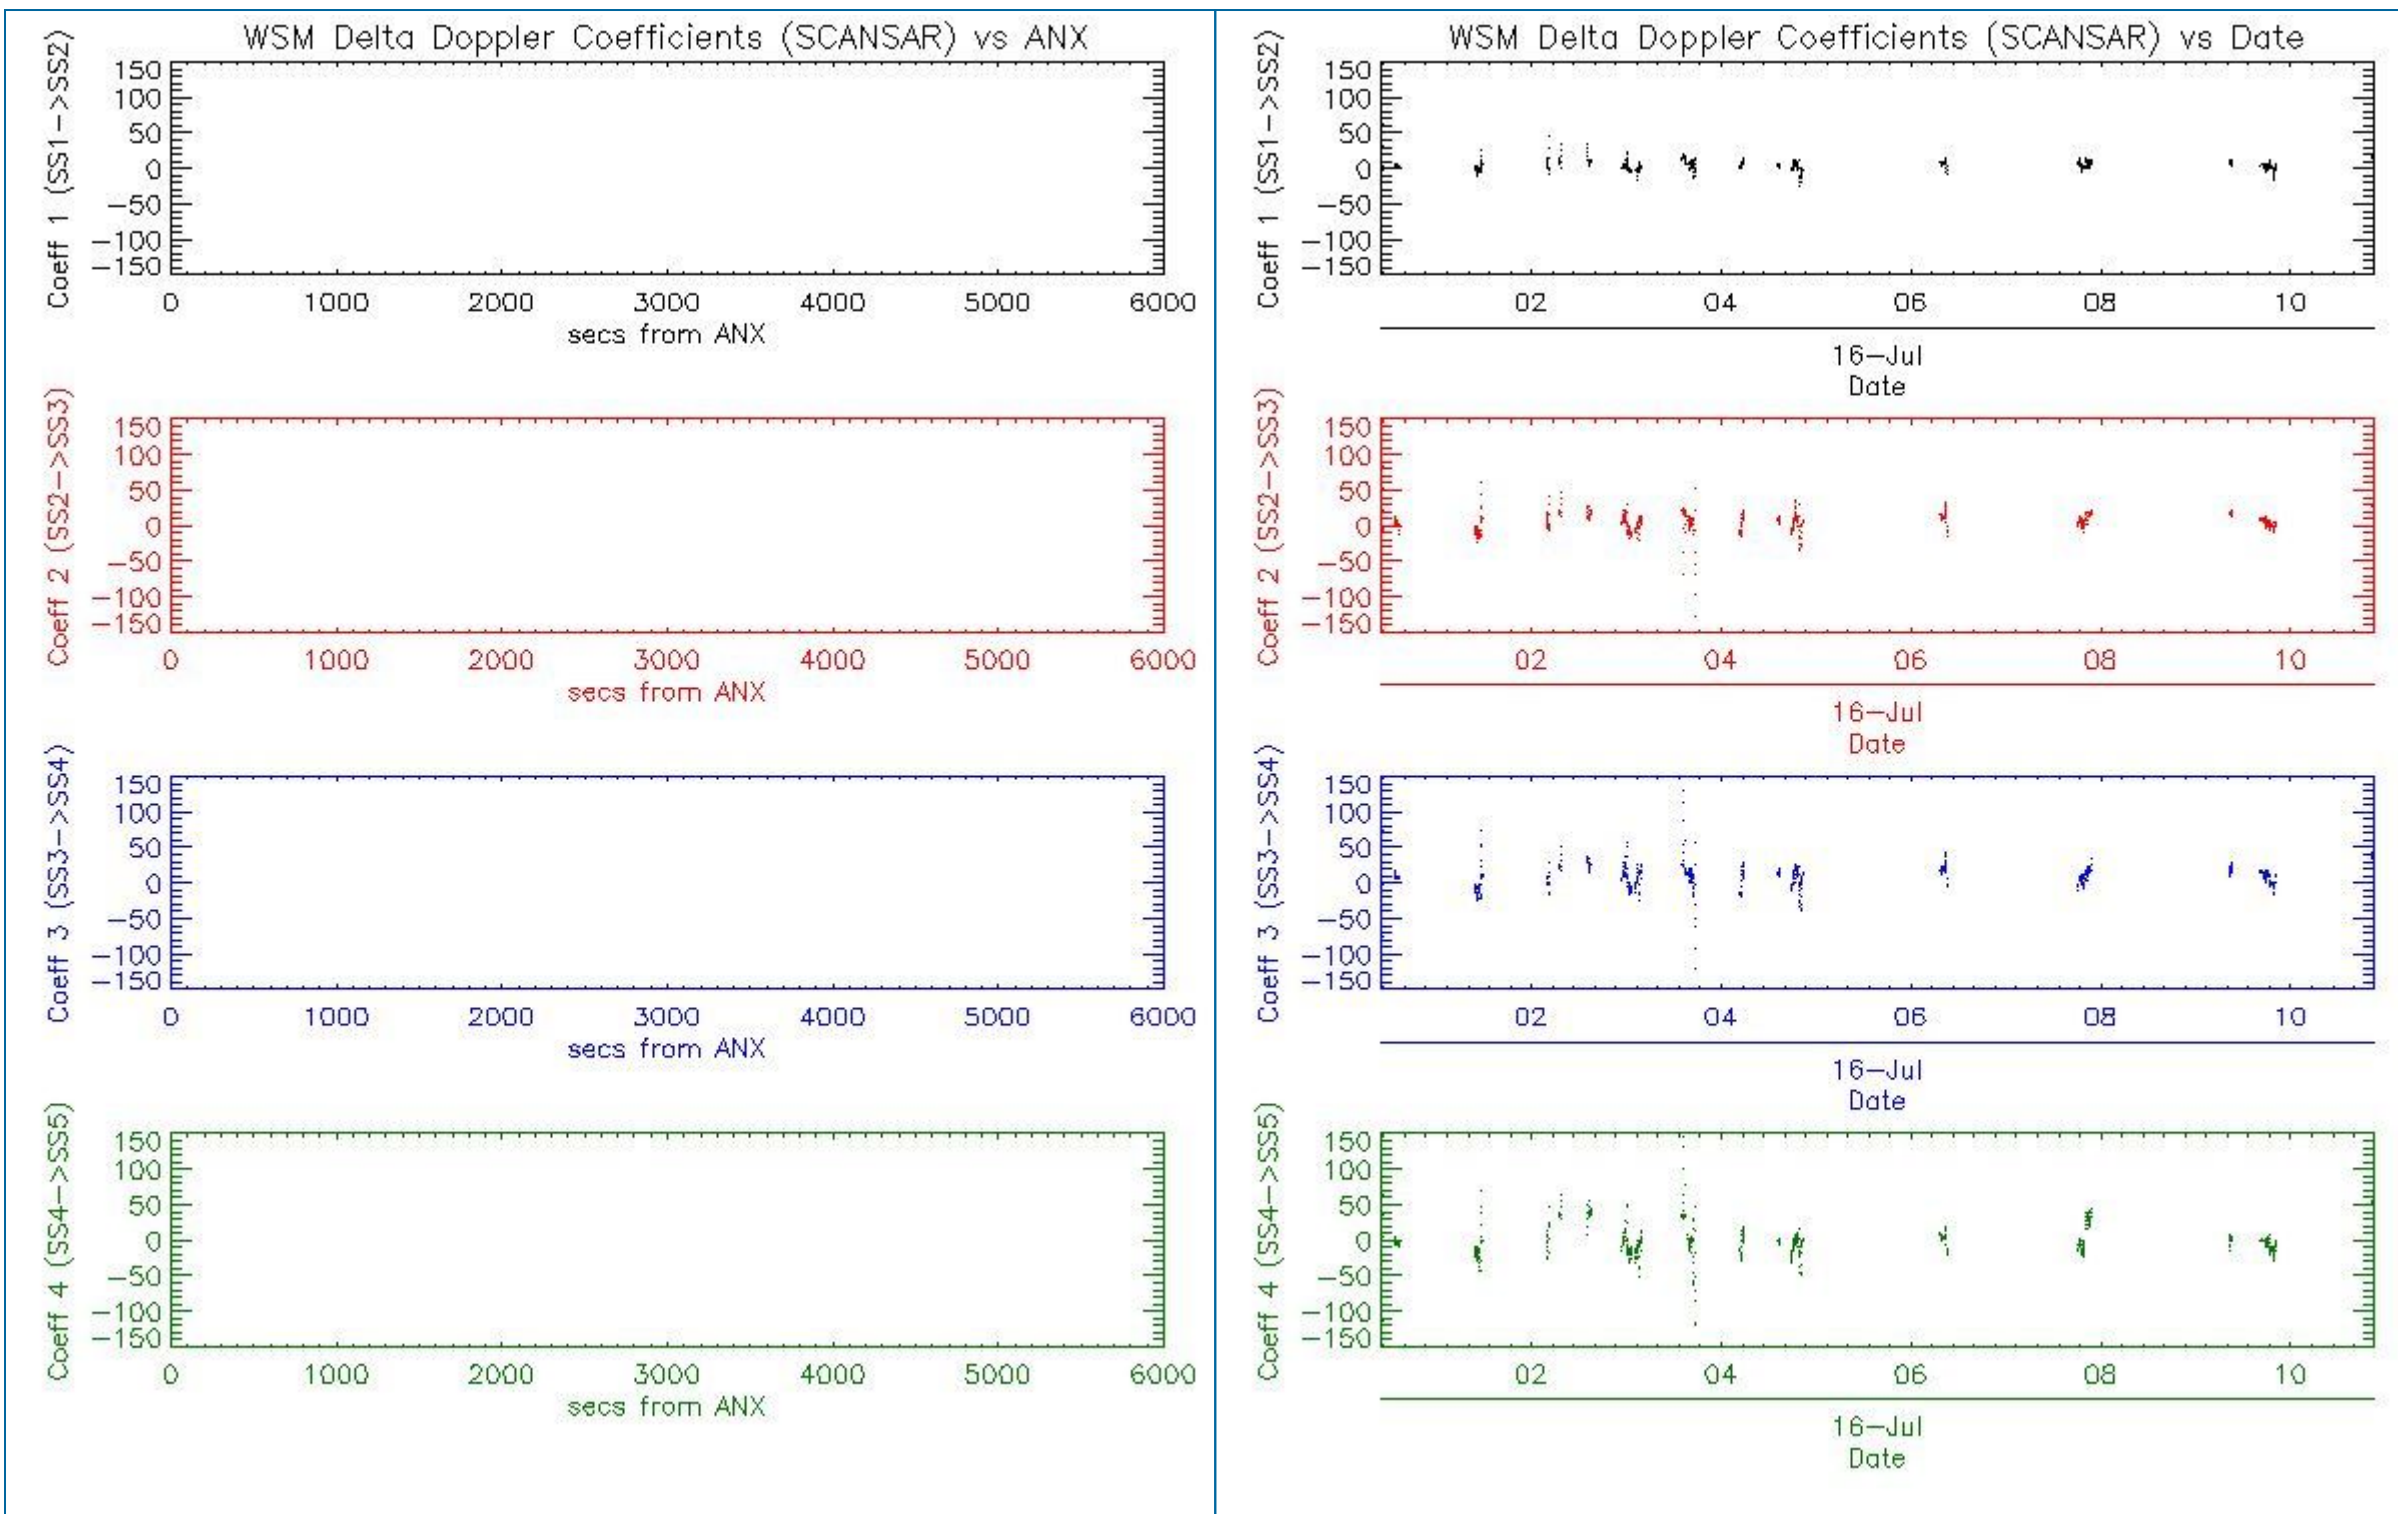 WSM Delta Doppler Coefficients (SCANSAR) vs ANX
Coeff 1 (SS1->SS2)
150
100
50
0
-50
-100
-150
0 1000 2000 3000 4000 5000 6000
secs from ANX
Coeff 2 (SS2->SS3)
150
100
50
0
-50
-100
-150
0 1000 2000 3000 4000 5000 6000
secs from ANX
Coeff 3 (SS3->SS4)
150
100
50
0
-50
-100
-150
0 1000 2000 3000 4000 5000 6000
secs from ANX
Coeff 4 (SS4->SS5)
150
100
50
0
-50
-100
-150
0 1000 2000 3000 4000 5000 6000
secs from ANX
WSM Delta Doppler Coefficients (SCANSAR) vs Date
Coeff 1 (SS1->SS2)
150
100
50
0
-50
-100
-150
02 04 06 08 10
16-Jul
Date
Coeff 2 (SS2->SS3)
150
100
50
0
-50
-100
-150
02 04 06 08 10
16-Jul
Date
Coeff 3 (SS3->SS4)
150
100
50
0
-50
-100
-150
02 04 06 08 10
16-Jul
Date
Coeff 4 (SS4->SS5)
150
100
50
0
-50
-100
-150
02 04 06 08 10
16-Jul
Date